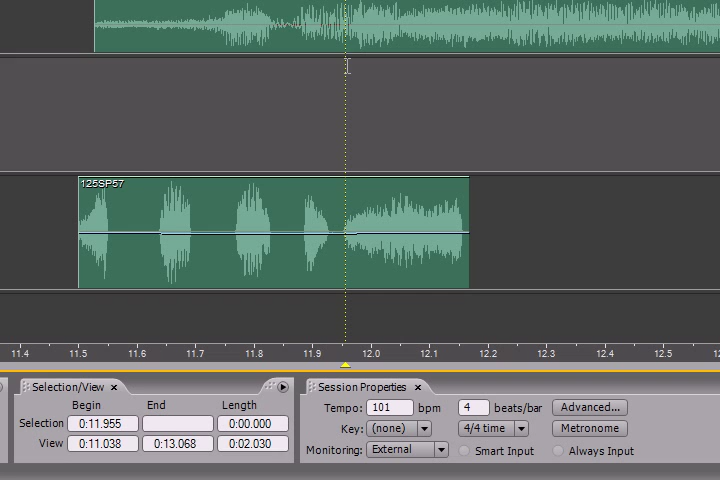 125SP57
11.4 11.5 11.6 11.7 11.8 11.9 12.0 12.1 12.2 12.3 12.4 12.5
Selection/View x
Begin End Length
Selection 0:11.955 0:00.000
View 0:11.038 0:13.068 0:02.030
Session Properties x
Tempo: 101 bpm 4 beats/bar Advanced...
Key: (none) 4/4 time Metronome
Monitoring: External Smart Input Always Input